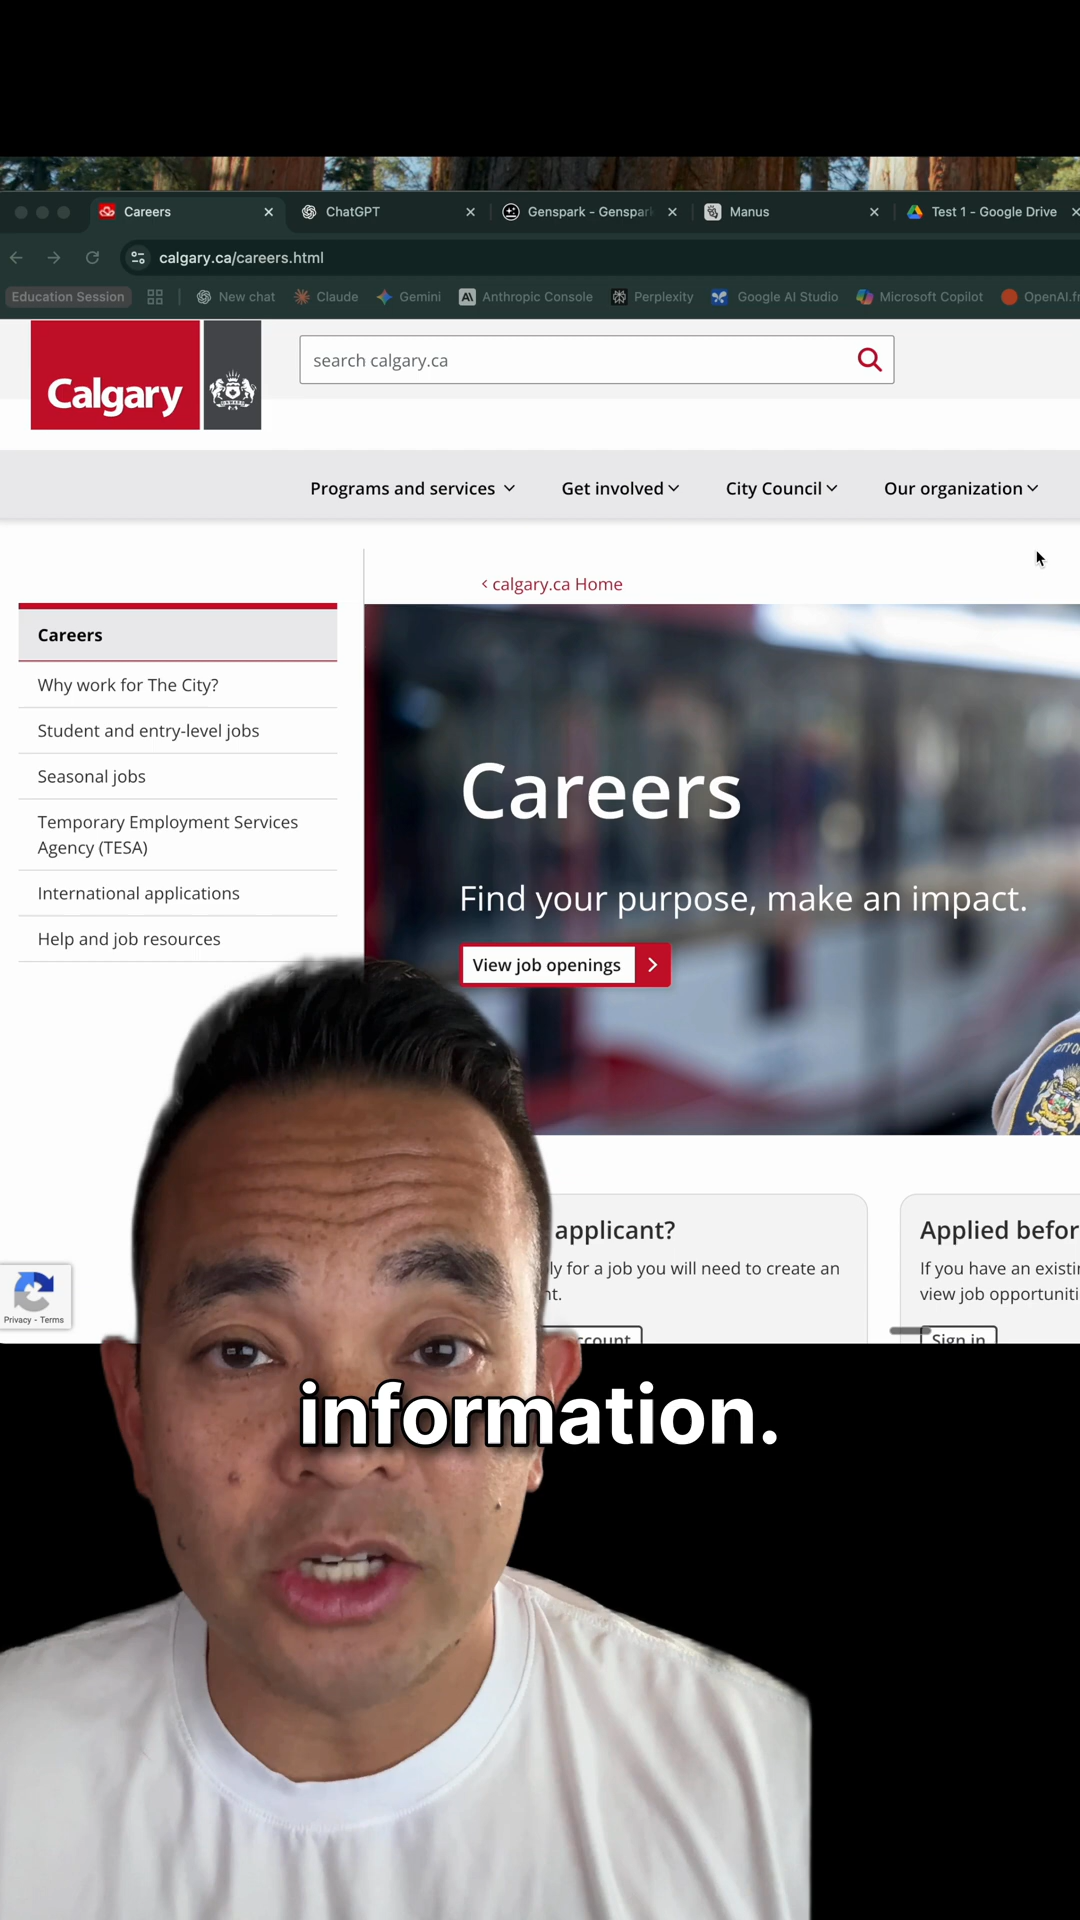 Careers
ChatGPT
Genspark - Genspar
Manus
Test 1 - Google Drive
calgary.ca/careers.html
Education Session
New chat
Claude
Gemini
Anthropic Console
Perplexity
Google AI Studio
Microsoft Copilot
OpenAI.f
Calgary
search calgary.ca
Programs and services
Get involved
City Council
Our organization
< calgary.ca Home
Careers
Why work for The City?
Student and entry-level jobs
Seasonal jobs
Temporary Employment Services
Agency (TESA)
International applications
Help and job resources
Careers
Find your purpose, make an impact.
View job openings
CITY O
applicant?
ly for a job you will need to create an
nt.
ccount
Applied befor
If you have an existi
view job opportuniti
Sign in
Privacy - Terms
information.